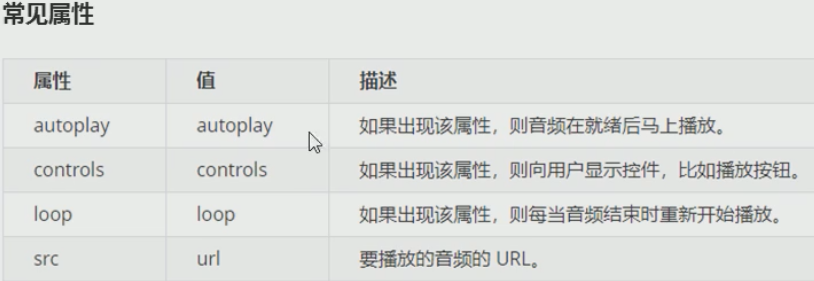 常见属性
属性 值 描述
autoplay autoplay 如果出现该属性，则音频在就绪后马上播放。
controls controls 如果出现该属性，则向用户显示控件，比如播放按钮。
loop loop 如果出现该属性，则每当音频结束时重新开始播放。
src url 要播放的音频的 URL。